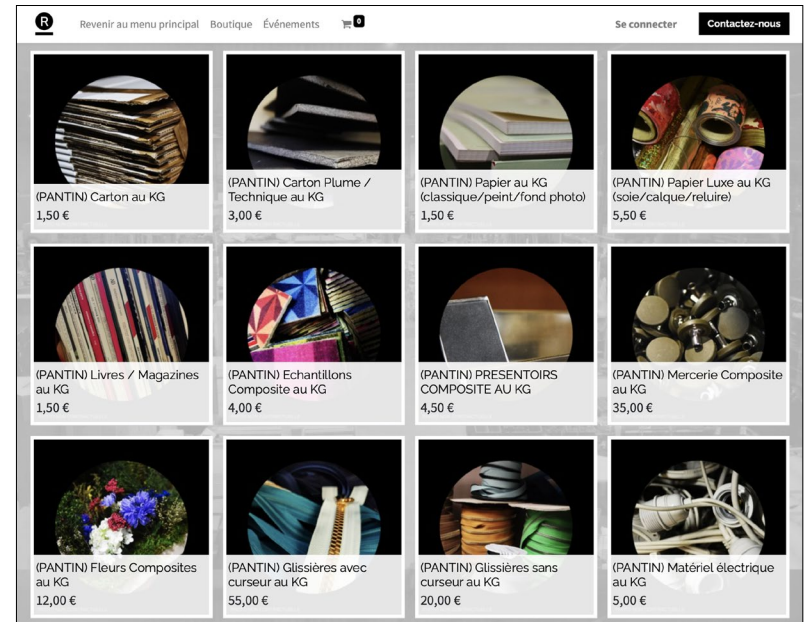 R
Revenir au menu principal Boutique Événements 0 Se connecter Contactez-nous
(PANTIN) Carton au KG
1,50 €
(PANTIN) Carton Plume /
Technique au KG
3,00 €
(PANTIN) Papier au KG
(classique/peint/fond photo)
1,50 €
(PANTIN) Papier Luxe au KG
(soie/calque/reluire)
5,50 €
(PANTIN) Livres / Magazines
au KG
1,50 €
(PANTIN) Echantillons
Composite au KG
4,00 €
(PANTIN) PRESENTOIRS
COMPOSITE AU KG
4,50 €
(PANTIN) Mercerie Composite
au KG
35,00 €
(PANTIN) Fleurs Composites
au KG
12,00 €
(PANTIN) Glissières avec
curseur au KG
55,00 €
(PANTIN) Glissières sans
curseur au KG
20,00 €
(PANTIN) Matériel électrique
au KG
5,00 €